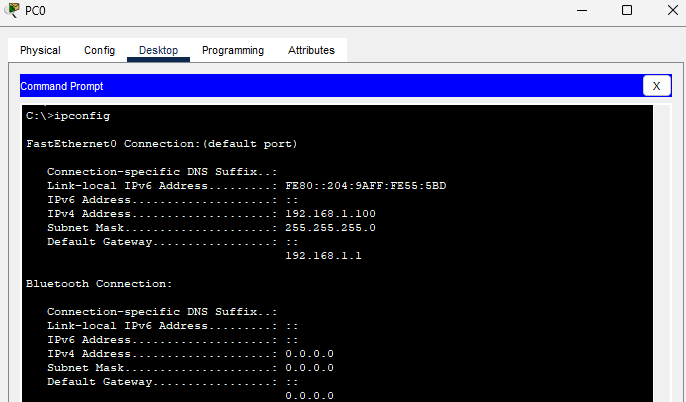 PC0
Physical Config Desktop Programming Attributes
Command Prompt X
C:\>ipconfig
FastEthernet0 Connection:(default port)
Connection-specific DNS Suffix..:
Link-local IPv6 Address.........: FE80::204:9AFF:FE55:5BD
IPv6 Address....................: ::
IPv4 Address....................: 192.168.1.100
Subnet Mask.....................: 255.255.255.0
Default Gateway.................: ::
192.168.1.1
Bluetooth Connection:
Connection-specific DNS Suffix..:
Link-local IPv6 Address.........: ::
IPv6 Address....................: ::
IPv4 Address....................: 0.0.0.0
Subnet Mask.....................: 0.0.0.0
Default Gateway.................: ::
0.0.0.0